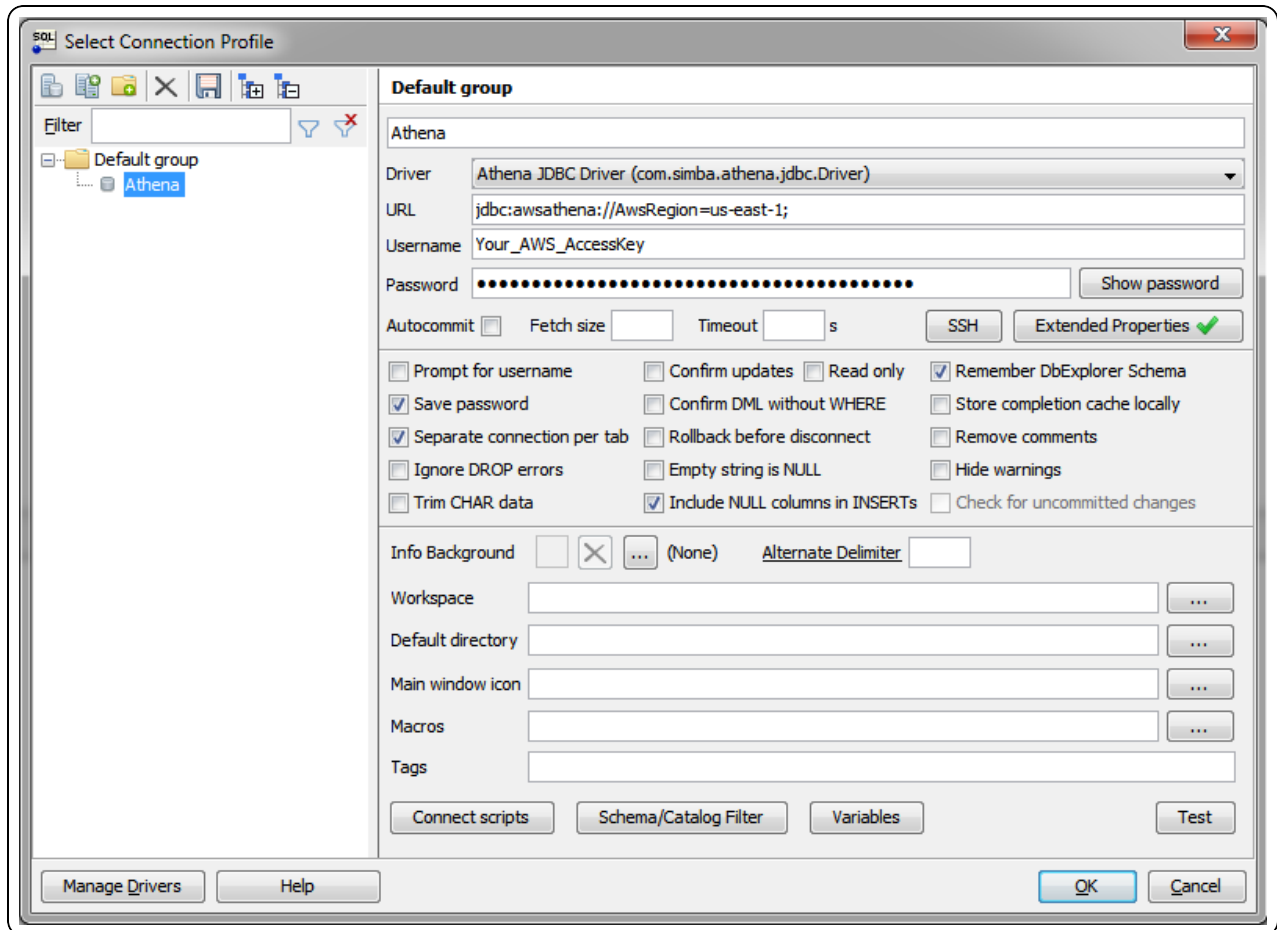 SQL Select Connection Profile
Default group
Filter
Athena
Default group
Athena
Driver Athena JDBC Driver (com.simba.athena.jdbc.Driver)
URL jdbc:awsathena://AwsRegion=us-east-1;
Username Your_AWS_AccessKey
Password ●●●●●●●●●●●●●●●●●●●●●●●●●●●●●●●●●●●●●●●● Show password
Autocommit Fetch size Timeout s SSH Extended Properties
Prompt for username Confirm updates Read only Remember DbExplorer Schema
Save password Confirm DML without WHERE Store completion cache locally
Separate connection per tab Rollback before disconnect Remove comments
Ignore DROP errors Empty string is NULL Hide warnings
Trim CHAR data Include NULL columns in INSERTs Check for uncommitted changes
Info Background ... (None) Alternate Delimiter
Workspace ...
Default directory ...
Main window icon ...
Macros ...
Tags
Connect scripts Schema/Catalog Filter Variables Test
Manage Drivers Help OK Cancel